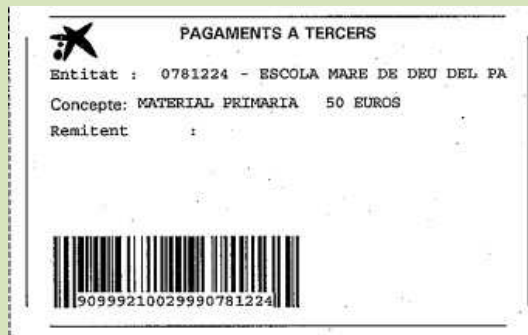 PAGAMENTS A TERCERS
Entitat : 0781224 - ESCOLA MARE DE DEU DEL PA
Concepte: MATERIAL PRIMARIA 50 EUROS
Remitent :
90999210029990781224